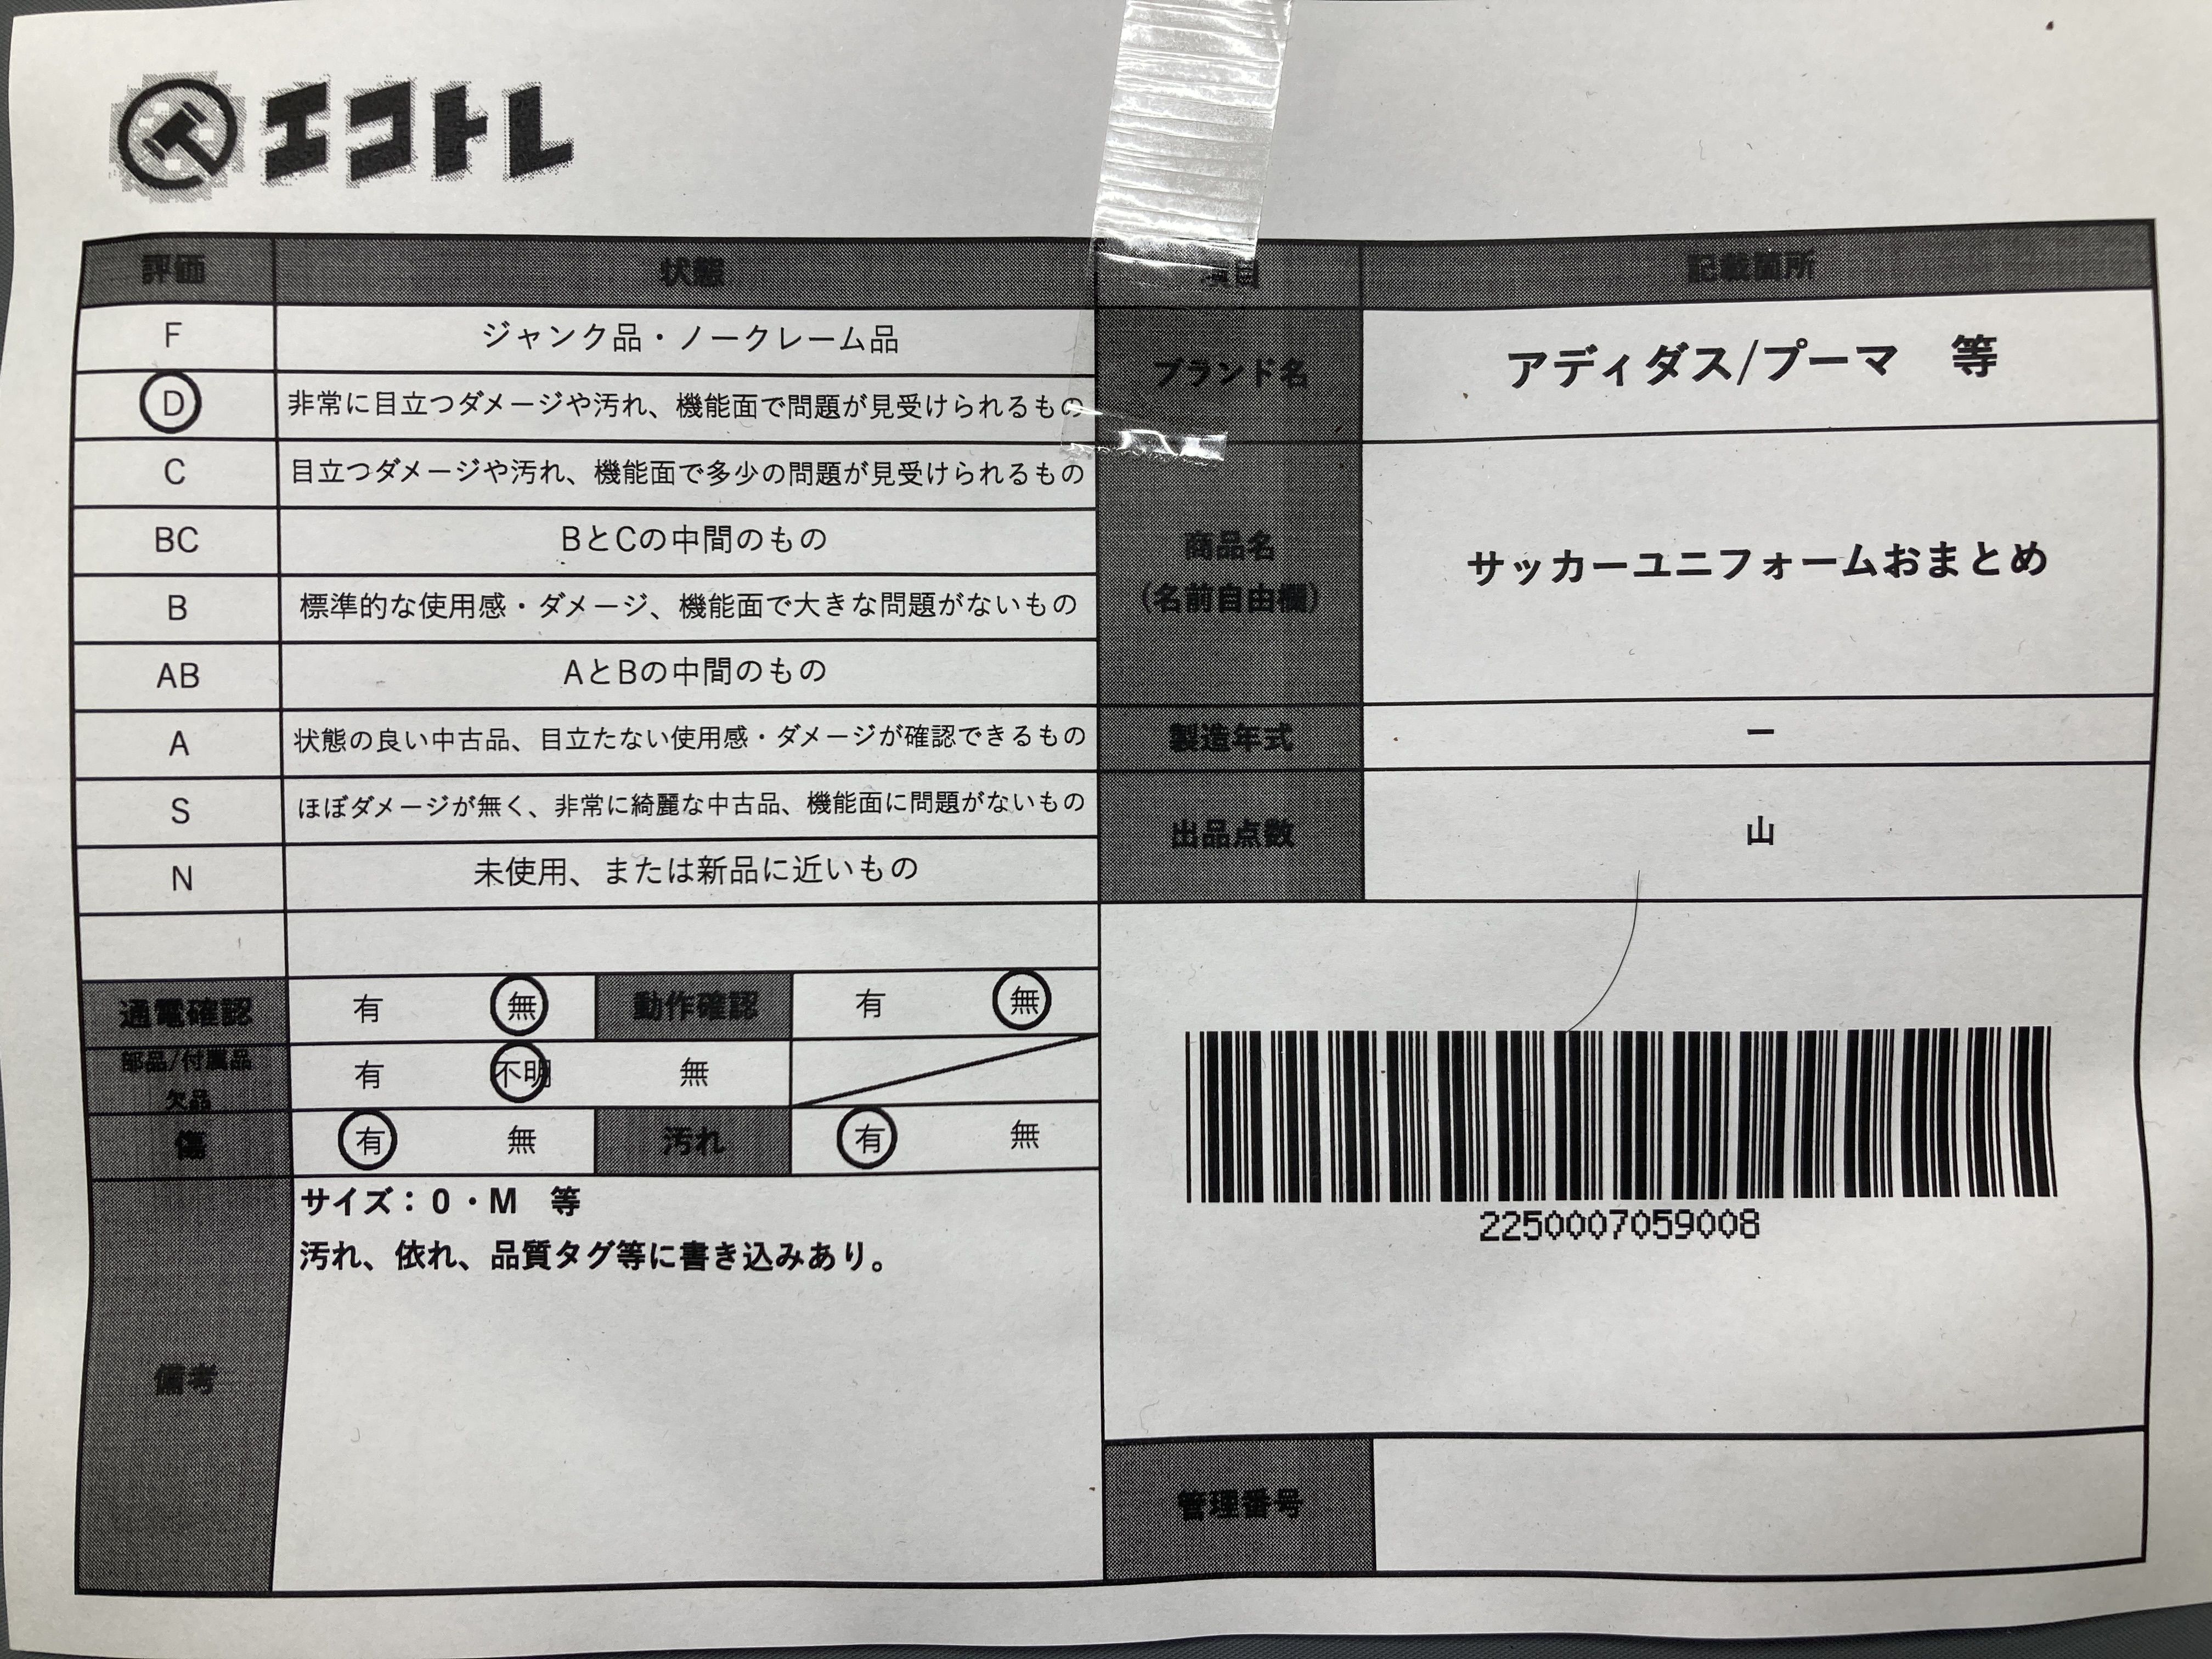 エコトレ
評価 状態 項目 記載箇所
F ジャンク品・ノークレーム品
D 非常に目立つダメージや汚れ、機能面で問題が見受けられるもの
ブランド名 アディダス/プーマ 等
C 目立つダメージや汚れ、機能面で多少の問題が見受けられるもの
BC BとCの中間のもの
B 標準的な使用感・ダメージ、機能面で大きな問題がないもの
AB AとBの中間のもの
商品名
(名前自由欄)
サッカーユニフォームおまとめ
A 状態の良い中古品、目立たない使用感・ダメージが確認できるもの
製造年式 ー
S ほぼダメージが無く、非常に綺麗な中古品、機能面に問題がないもの
N 未使用、または新品に近いもの
出品点数 山
通電確認 有 無 動作確認 有 無
部品/付属品
欠品
有 不明 無
傷 有 無 汚れ 有 無
備考
サイズ：０・M 等
汚れ、依れ、品質タグ等に書き込みあり。
2250007059008
管理番号